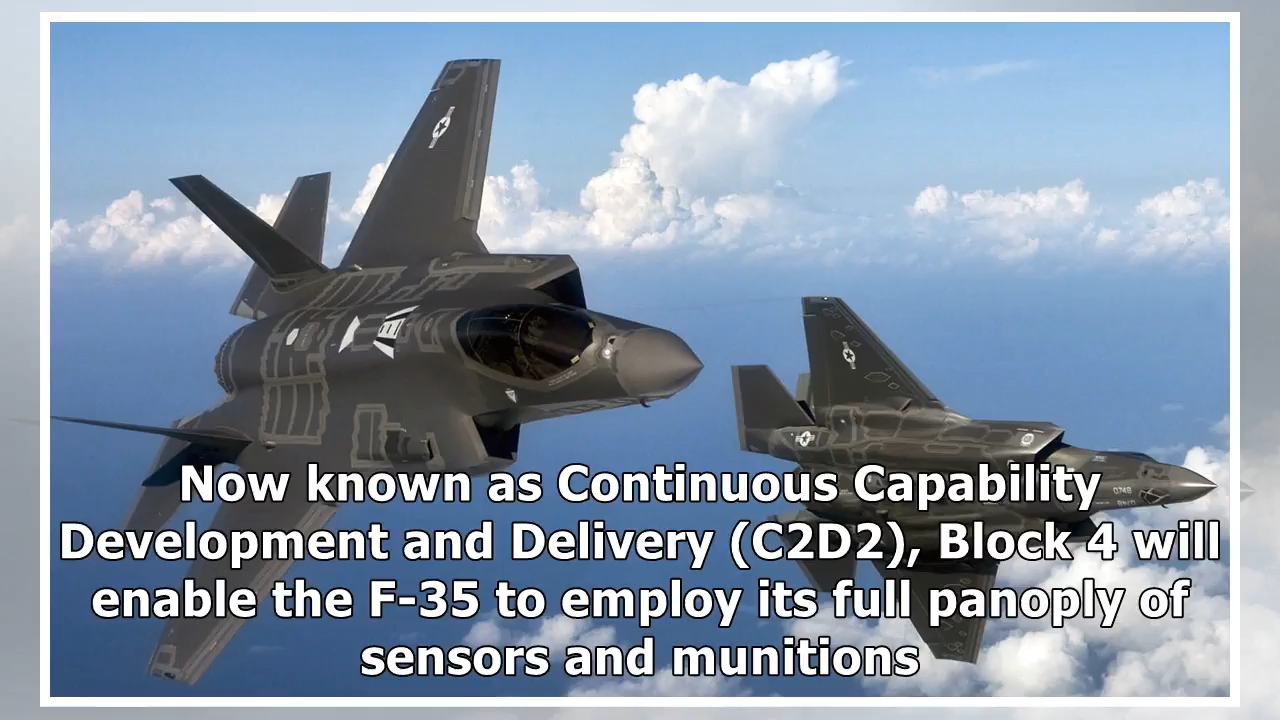 Now known as Continuous Capability
Development and Delivery (C2D2), Block 4 will
enable the F-35 to employ its full panoply of
sensors and munitions